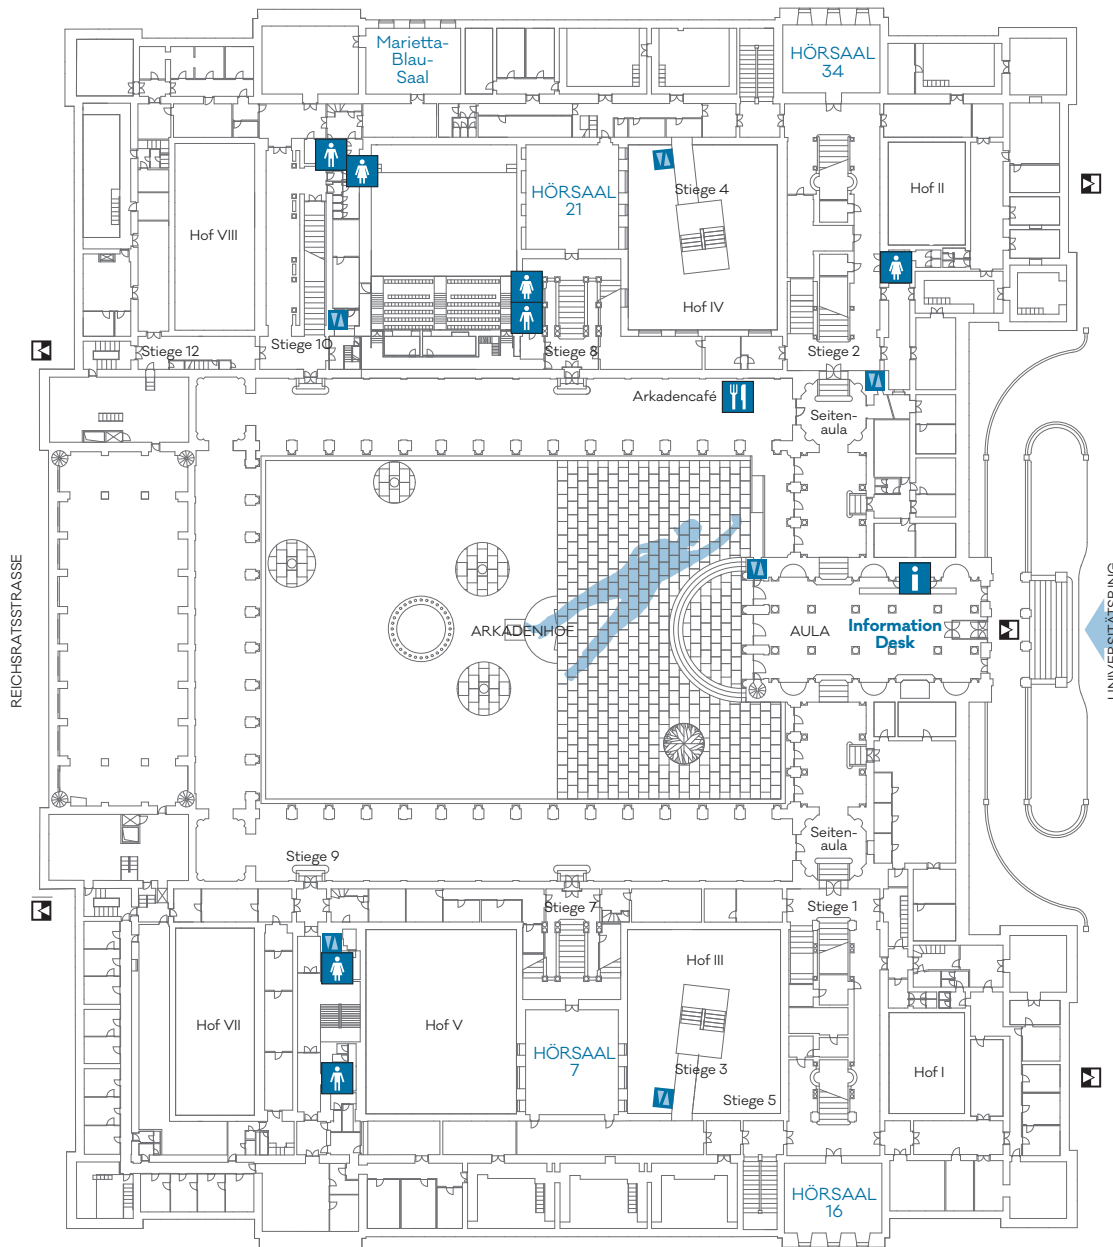 Marietta-
Blau-
Saal
HÖRSAAL
34
HÖRSAAL
21
Stiege 4
Hof II
Hof VIII
Hof IV
Stiege 12
Stiege 10
Stiege 8
Stiege 2
Arkadencafé
Seiten-
aula
REICHSRATSSTRASSE
UNIVERSITÄTSRING
ARKADENHOF
AULA
Information
Desk
Seiten-
aula
Stiege 9
Stiege 7
Stiege 1
Hof III
Hof VII
Hof V
HÖRSAAL
7
Stiege 3
Hof I
Stiege 5
HÖRSAAL
16